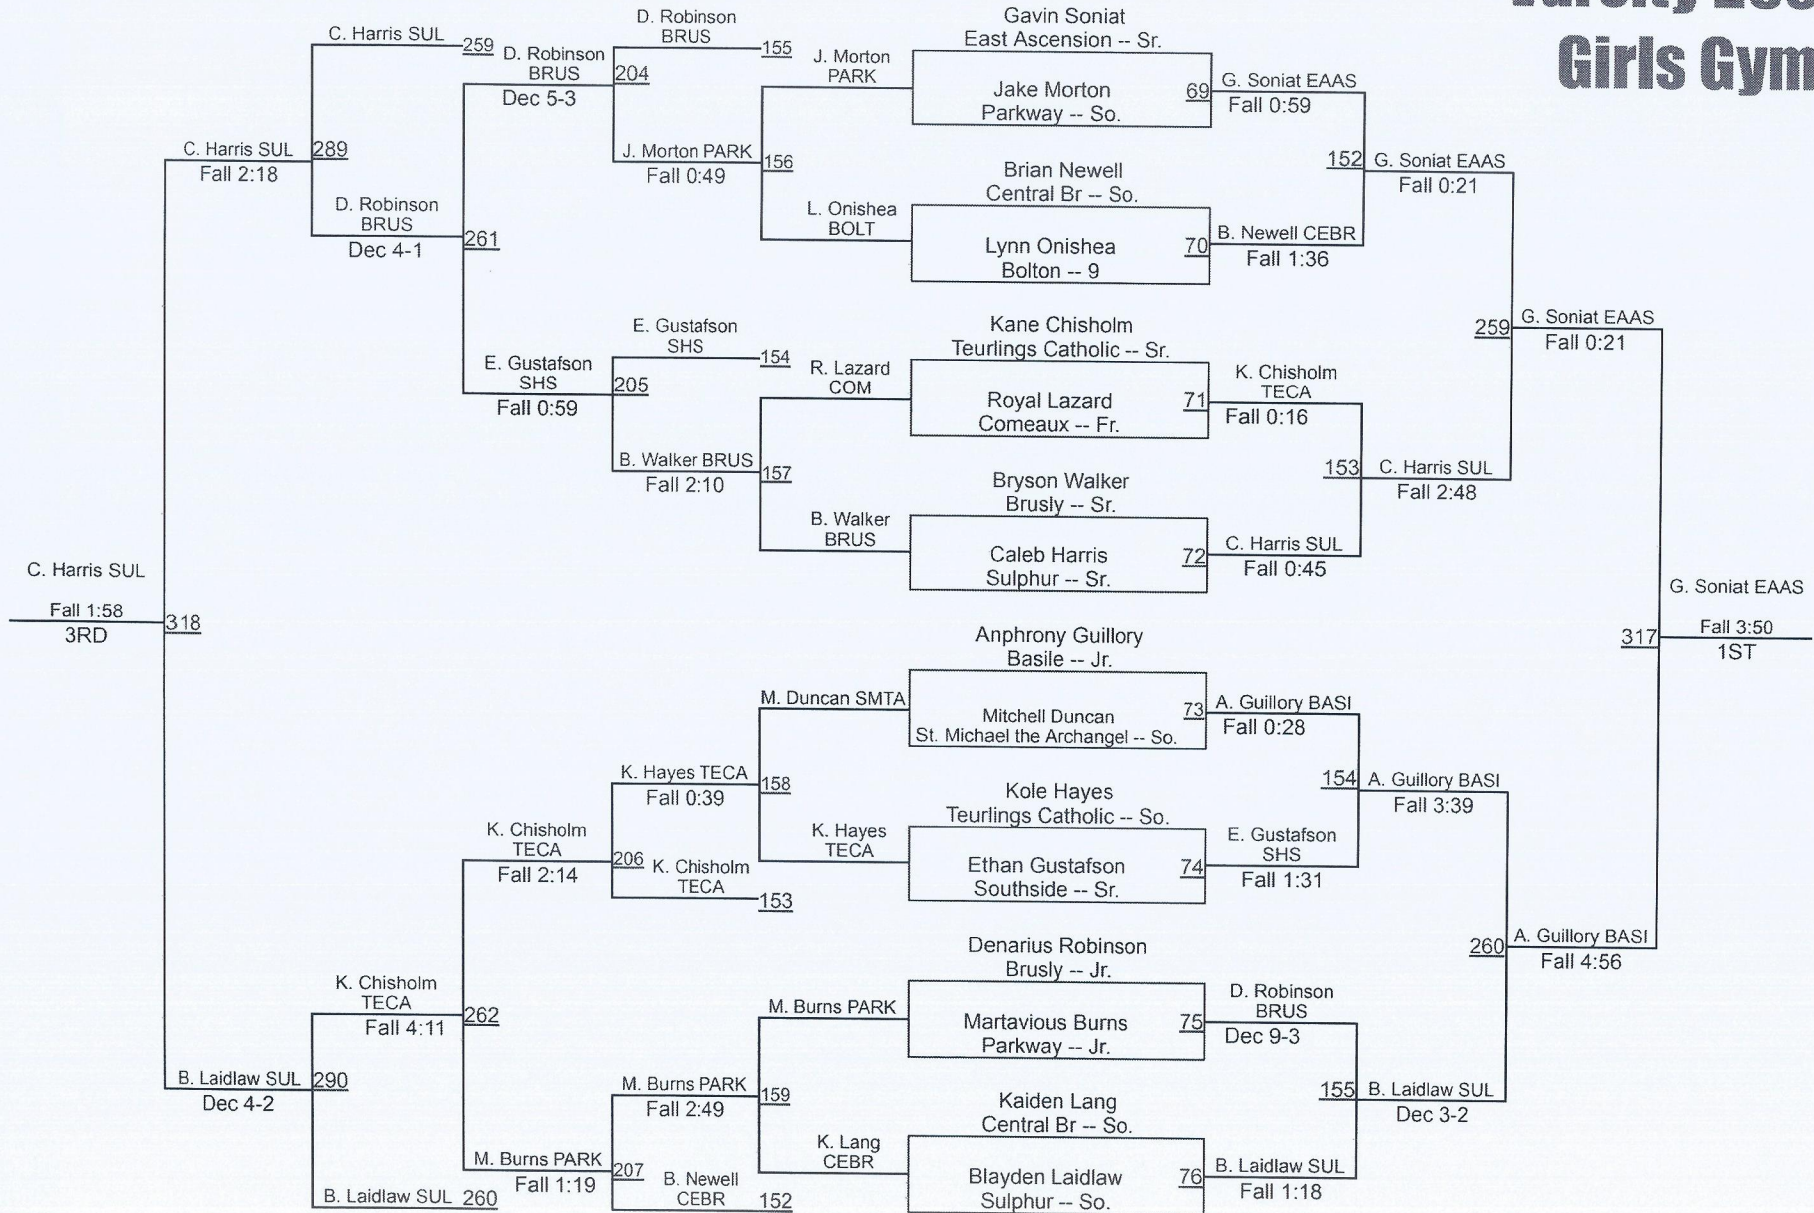 Girls Gym
D. Robinson
BRUS
155
Gavin Soniat
East Ascension -- Sr.
C. Harris SUL
259
D. Robinson
BRUS
204
Dec 5-3
J. Morton
PARK
Jake Morton
Parkway -- So.
69
G. Soniat EAAS
Fall 0:59
C. Harris SUL
289
Fall 2:18
J. Morton PARK
156
Fall 0:49
Brian Newell
Central Br -- So.
152
G. Soniat EAAS
Fall 0:21
D. Robinson
BRUS
261
Dec 4-1
L. Onishea
BOLT
Lynn Onishea
Bolton -- 9
70
B. Newell CEBR
Fall 1:36
E. Gustafson
SHS
154
Kane Chisholm
Teurlings Catholic -- Sr.
259
G. Soniat EAAS
Fall 0:21
E. Gustafson
SHS
205
Fall 0:59
R. Lazard
COM
Royal Lazard
Comeaux -- Fr.
71
K. Chisholm
TECA
Fall 0:16
B. Walker BRUS
157
Fall 2:10
Bryson Walker
Brusly -- Sr.
153
C. Harris SUL
Fall 2:48
B. Walker
BRUS
Caleb Harris
Sulphur -- Sr.
72
C. Harris SUL
Fall 0:45
C. Harris SUL
Fall 1:58
318
3RD
G. Soniat EAAS
317
Fall 3:50
1ST
Anphrony Guillory
Basile -- Jr.
M. Duncan SMTA
Mitchell Duncan
St. Michael the Archangel -- So.
73
A. Guillory BASI
Fall 0:28
K. Hayes TECA
158
Fall 0:39
Kole Hayes
Teurlings Catholic -- So.
154
A. Guillory BASI
Fall 3:39
K. Chisholm
TECA
206
Fall 2:14
K. Chisholm
TECA
153
K. Hayes
TECA
Ethan Gustafson
Southside -- Sr.
74
E. Gustafson
SHS
Fall 1:31
Denarius Robinson
Brusly -- Jr.
260
A. Guillory BASI
Fall 4:56
K. Chisholm
TECA
262
Fall 4:11
M. Burns PARK
Martavious Burns
Parkway -- Jr.
75
D. Robinson
BRUS
Dec 9-3
B. Laidlaw SUL
290
Dec 4-2
M. Burns PARK
159
Fall 2:49
Kaiden Lang
Central Br -- So.
155
B. Laidlaw SUL
Dec 3-2
M. Burns PARK
207
Fall 1:19
K. Lang
CEBR
Blayden Laidlaw
Sulphur -- So.
76
B. Laidlaw SUL
Fall 1:18
B. Laidlaw SUL 260
B. Newell
CEBR
152